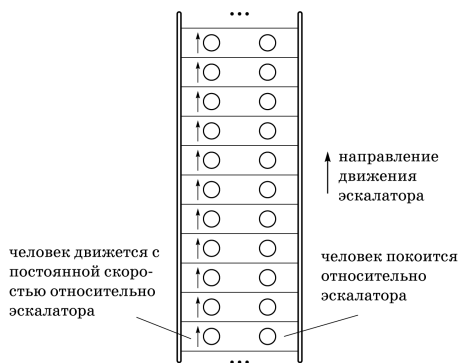 •••
направление
движения
эскалатора
человек движется с
постоянной скоро-
стью относительно
эскалатора
человек покоится
относительно
эскалатора
•••